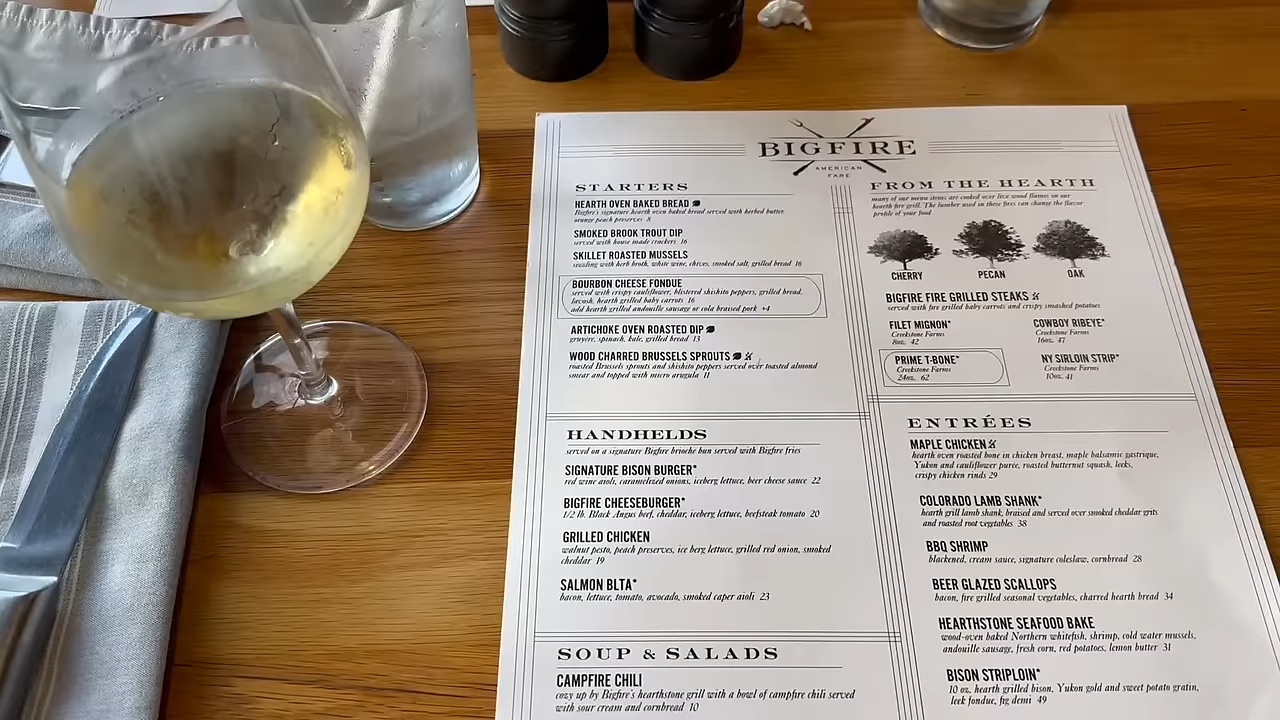 BIGFIRE
AMERICAN
FARE
STARTERS
HEARTH OVEN BAKED BREAD
Bigfire's signature hearth oven baked bread served with herbed butter
orange peach preserves 8
SMOKED BROOK TROUT DIP
served with house made crackers 16
SKILLET ROASTED MUSSELS
sizzling with herb broth, white wine, chives, smoked salt, grilled bread 16
BOURBON CHEESE FONDUE
served with crispy cauliflower, blistered shishito peppers, grilled bread,
lavosh, hearth grilled baby carrots 16
add hearth grilled andouille sausage or cola braised pork +4
ARTICHOKE OVEN ROASTED DIP
gruyere, spinach, kale, grilled bread 13
WOOD CHARRED BRUSSELS SPROUTS
roasted Brussels sprouts and shishito peppers served over toasted almond
smear and topped with micro arugula 11
HANDHELDS
served on a signature Bigfire brioche bun served with Bigfire fries
SIGNATURE BISON BURGER*
red wine aioli, caramelized onions, iceberg lettuce, beer cheese sauce 22
BIGFIRE CHEESEBURGER*
1/2 lb. Black Angus beef, cheddar, iceberg lettuce, beefsteak tomato 20
GRILLED CHICKEN
walnut pesto, peach preserves, ice berg lettuce, grilled red onion, smoked
cheddar 19
SALMON BLTA*
bacon, lettuce, tomato, avocado, smoked caper aioli 23
SOUP & SALADS
CAMPFIRE CHILI
cozy up by Bigfire's hearthstone grill with a bowl of campfire chili served
with sour cream and cornbread 10
FROM THE HEARTH
many of our menu items are cooked over live wood flames on our
hearth fire grill. The lumber used in these fires can change the flavor
profile of your food
CHERRY
PECAN
OAK
BIGFIRE FIRE GRILLED STEAKS
served with fire grilled baby carrots and crispy smashed potatoes
FILET MIGNON*
Creekstone Farms
8oz. 42
COWBOY RIBEYE*
Creekstone Farms
16oz. 47
PRIME T-BONE*
Creekstone Farms
24oz. 62
NY SIRLOIN STRIP*
Creekstone Farms
10oz. 41
ENTRÉES
MAPLE CHICKEN
hearth oven roasted bone in chicken breast, maple balsamic gastrique,
Yukon and cauliflower purée, roasted butternut squash, leeks,
crispy chicken rinds 29
COLORADO LAMB SHANK*
hearth grill lamb shank, braised and served over smoked cheddar grits
and roasted root vegetables 38
BBQ SHRIMP
blackened, cream sauce, signature coleslaw, cornbread 28
BEER GLAZED SCALLOPS
bacon, fire grilled seasonal vegetables, charred hearth bread 34
HEARTHSTONE SEAFOOD BAKE
wood-oven baked Northern whitefish, shrimp, cold water mussels,
andouille sausage, fresh corn, red potatoes, lemon butter 31
BISON STRIPLOIN*
10 oz. hearth grilled bison, Yukon gold and sweet potato gratin,
leek fondue, fig demi 49